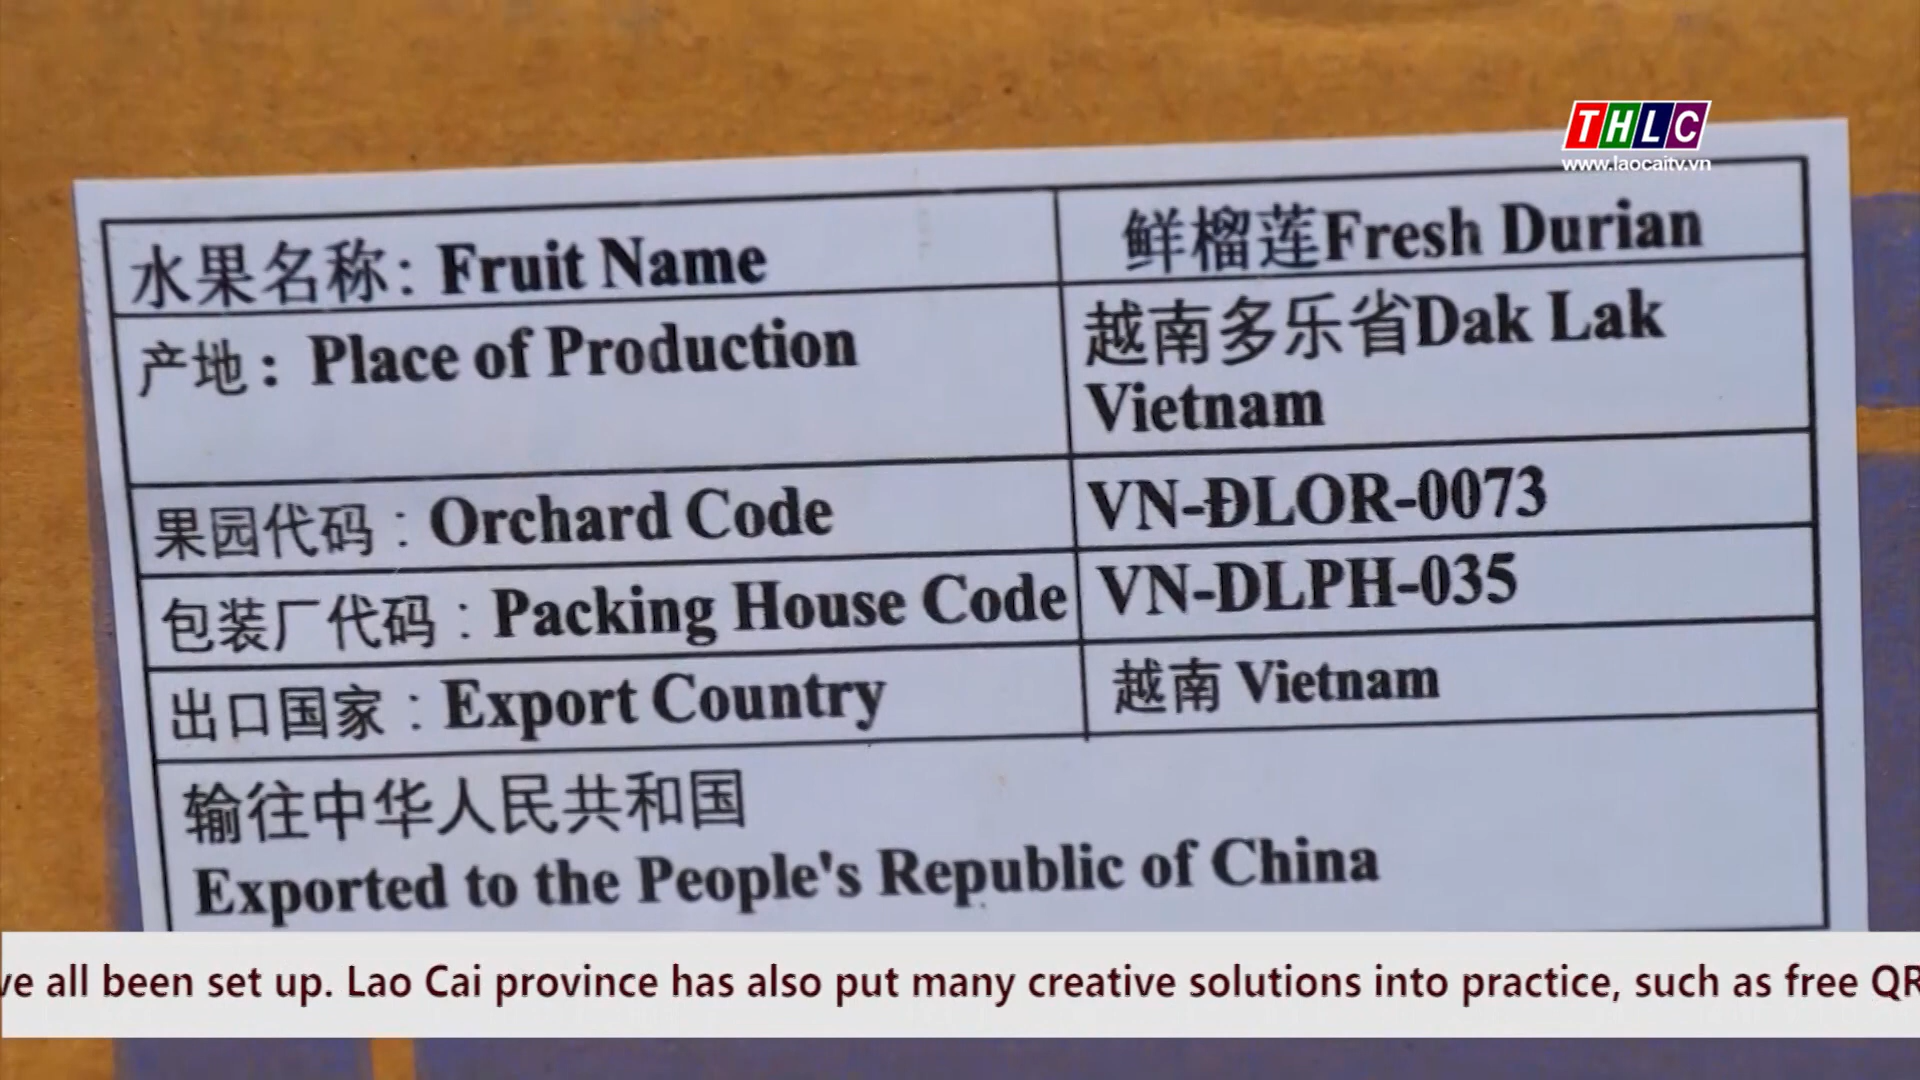 THLC
www.laocaitv.vn
水果名称: Fruit Name
鲜榴莲Fresh Durian
产地: Place of Production
越南多乐省Dak Lak
Vietnam
果园代码: Orchard Code
VN-ĐLOR-0073
包装厂代码: Packing House Code
VN-DLPH-035
出口国家: Export Country
越南 Vietnam
输往中华人民共和国
Exported to the People's Republic of China
ve all been set up. Lao Cai province has also put many creative solutions into practice, such as free QR